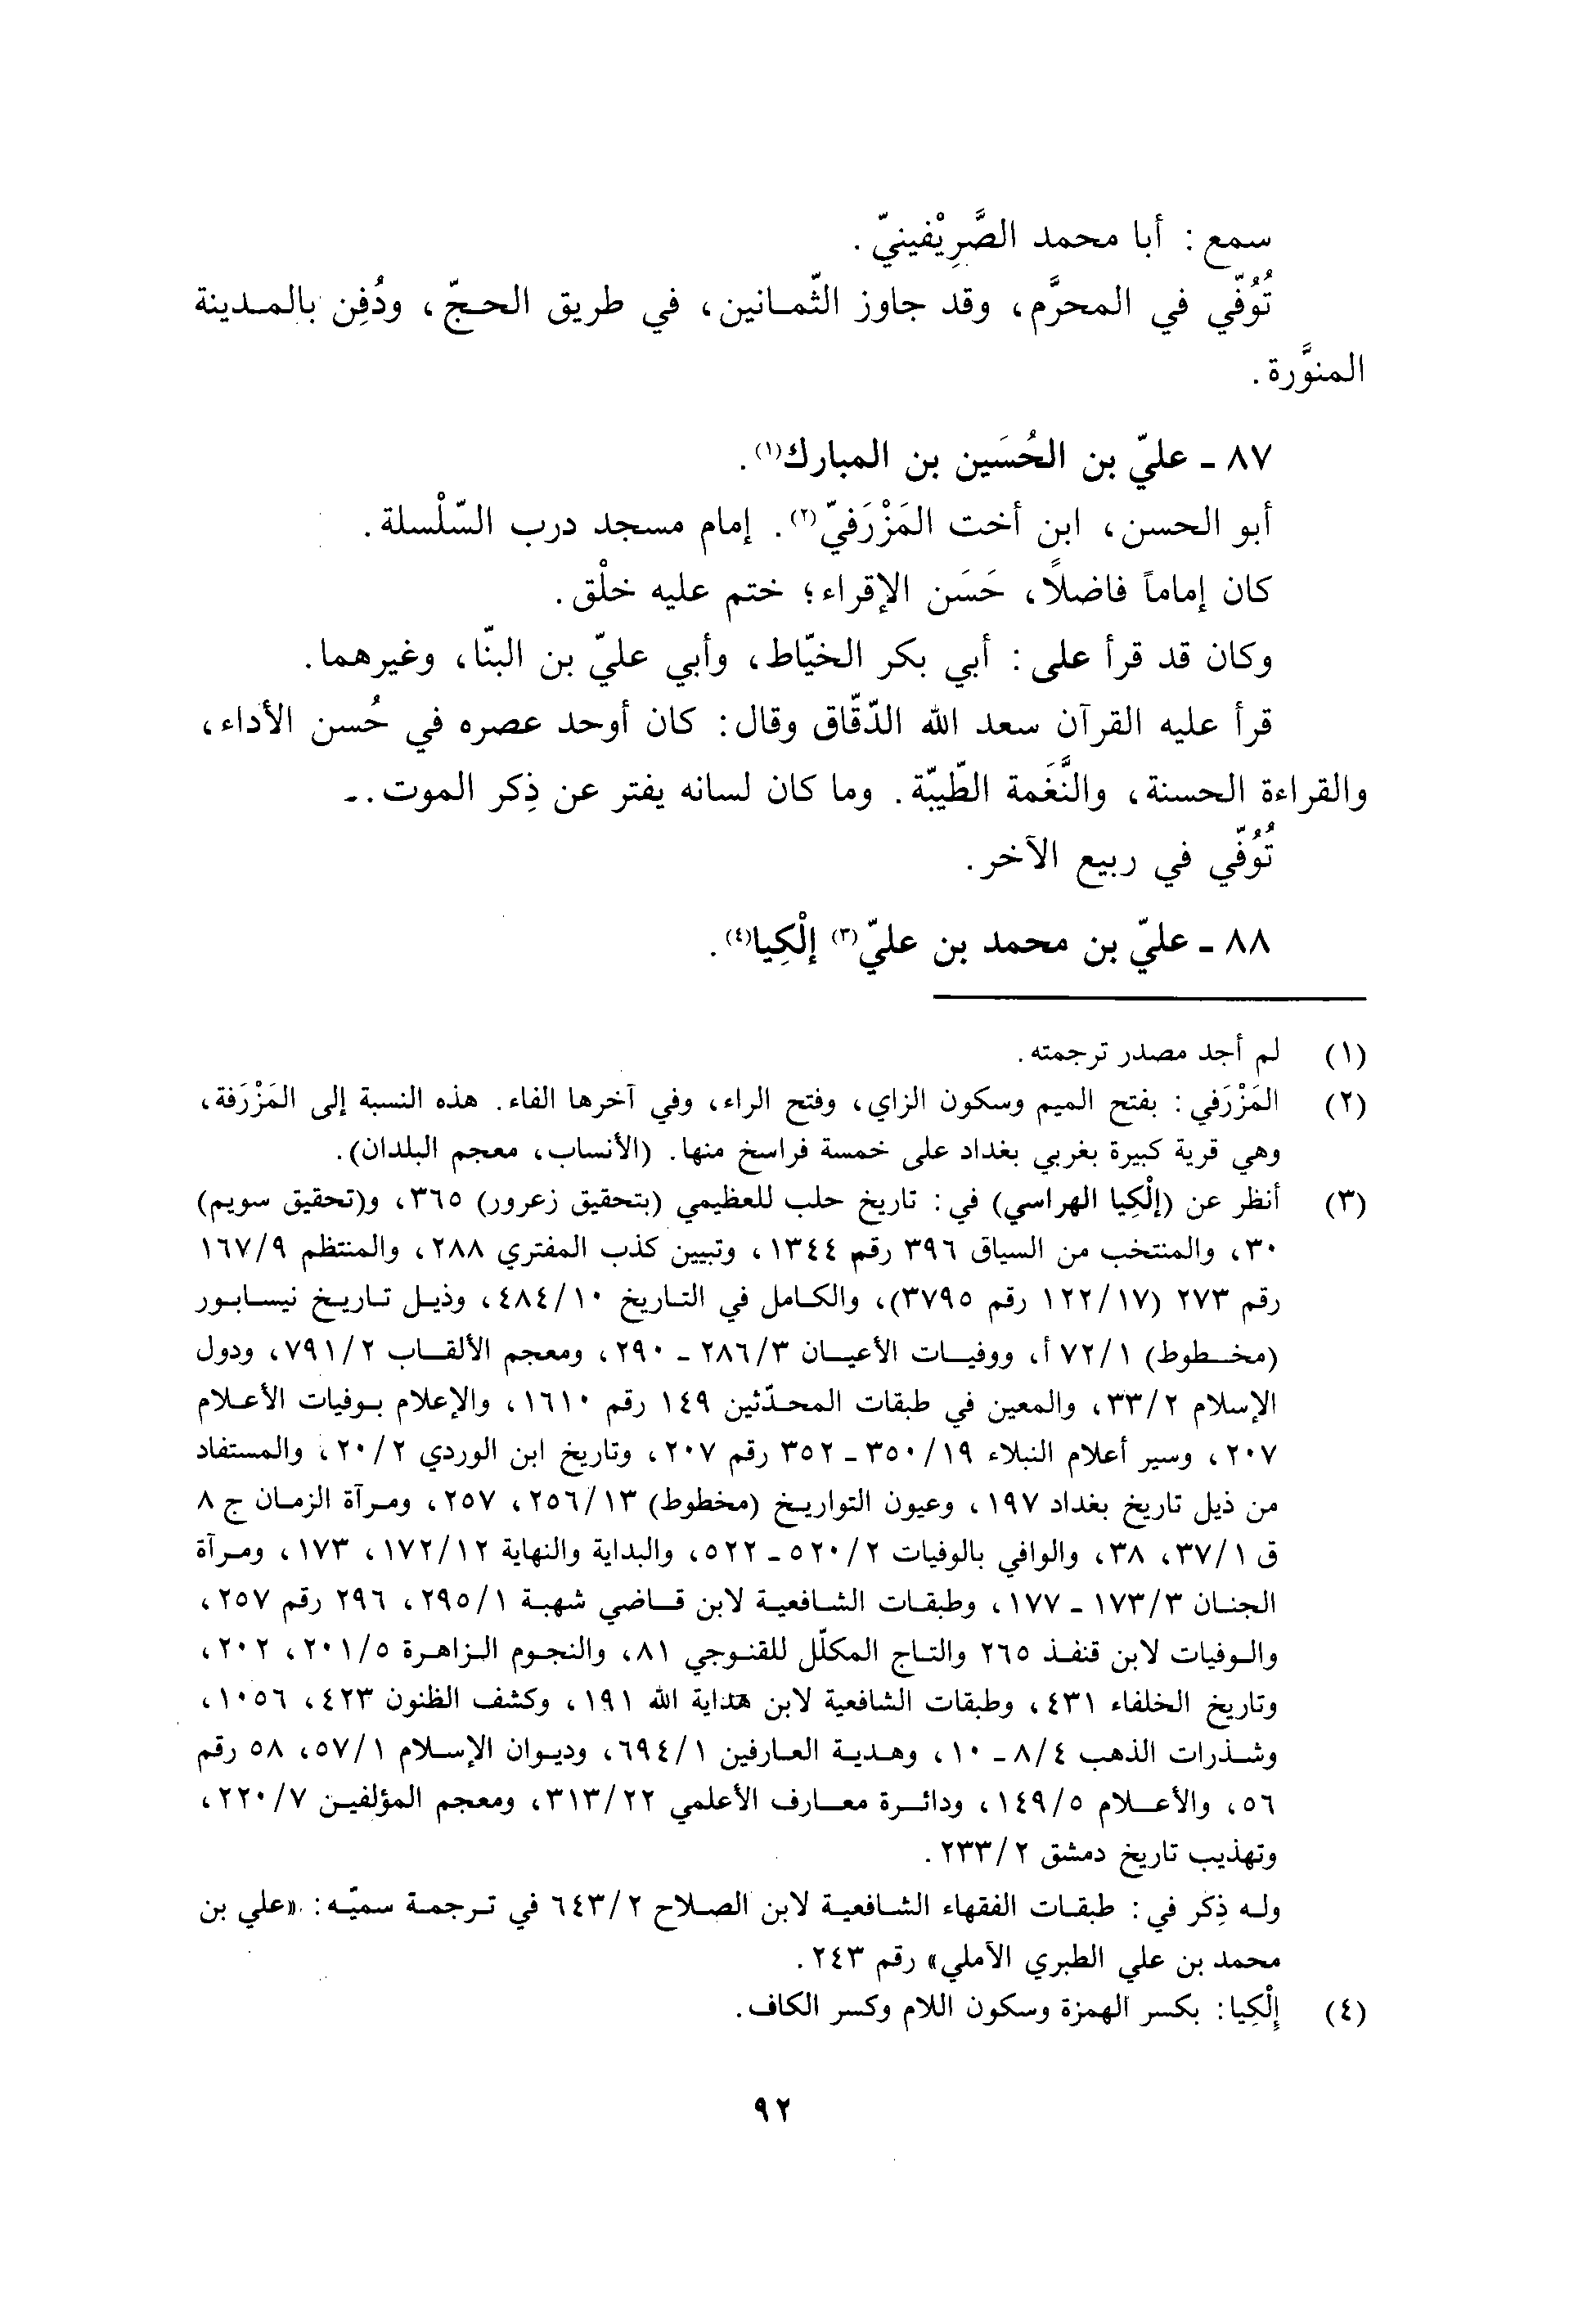 سمع : أبا محمد الصَّرِيْفينيّ .
تُوُفّي في المحرَّم، وقد جاوز الثّمانين، في طريق الحجّ، ودُفِن بالمدينة
المنوَّرة .
٨٧ ـ عليّ بن الحُسَين بن المبارك(١) .
أبو الحسن، ابن أخت المَزْرَفيّ(٢) . إمام مسجد درب السّلْسلة .
كان إماماً فاضلاً، حَسَن الإقراء؛ ختم عليه خلْق .
وكان قد قرأ على : أبي بكر الخيّاط، وأبي عليّ بن البنّا، وغيرهما .
قرأ عليه القرآن سعد الله الدّقّاق وقال : كان أوحد عصره في حُسن الأداء،
والقراءة الحسنة، والنَّغَمة الطّيّبّة . وما كان لسانه يفتر عن ذِكر الموت . ـ
تُوُفّي في ربيع الآخر .
٨٨ ـ عليّ بن محمد بن عليّ(٣) إلْكِيا(٤) .
(١) لم أجد مصدر ترجمته .
(٢) المَزْرَفي : بفتح الميم وسكون الزاي، وفتح الراء، وفي آخرها الفاء . هذه النسبة إلى المَزْرَفة،
وهي قرية كبيرة بغربي بغداد على خمسة فراسخ منها . (الأنساب، معجم البلدان) .
(٣) أنظر عن (إلْكِيا الهراسي) في : تاريخ حلب للعظيمي (بتحقيق زعرور) ٣٦٥، و(تحقيق سويم)
٣٠، والمنتخب من السياق ٣٩٦ رقم ١٣٤٤، وتبيين كذب المفتري ٢٨٨، والمنتظم ١٦٧/٩
رقم ٢٧٣ (١٢٢/١٧ رقم ٣٧٩٥)، والكامل في التاريخ ٤٨٤/١٠، وذيل تاريخ نيسابور
(مخطوط) ٧٢/١ أ، ووفيات الأعيان ٢٨٦/٣ ـ ٢٩٠، ومعجم الألقاب ٧٩١/٢، ودول
الإسلام ٣٣/٢، والمعين في طبقات المحدّثين ١٤٩ رقم ١٦١٠، والإعلام بوفيات الأعلام
٢٠٧، وسير أعلام النبلاء ٣٥٠/١٩ ـ ٣٥٢ رقم ٢٠٧، وتاريخ ابن الوردي ٢٠/٢، والمستفاد
من ذيل تاريخ بغداد ١٩٧، وعيون التواريخ (مخطوط) ٢٥٦/١٣، ٢٥٧، ومرآة الزمان ج ٨
ق ٣٧/١، ٣٨، والوافي بالوفيات ٥٢٠/٢ ـ ٥٢٢، والبداية والنهاية ١٧٢/١٢، ١٧٣، ومرآة
الجنان ١٧٣/٣ ـ ١٧٧، وطبقات الشافعية لابن قاضي شهبة ٢٩٥/١، ٢٩٦ رقم ٢٥٧،
والوفيات لابن قنفذ ٢٦٥ والتاج المكلّل للقنوجي ٨١، والنجوم الزاهرة ٢٠١/٥، ٢٠٢،
وتاريخ الخلفاء ٤٣١، وطبقات الشافعية لابن هداية الله ١٩١، وكشف الظنون ٤٢٣، ١٠٥٦،
وشذرات الذهب ٨/٤ ـ ١٠، وهدية العارفين ٦٩٤/١، وديوان الإسلام ٥٧/١، ٥٨ رقم
٥٦، والأعلام ١٤٩/٥، ودائرة معارف الأعلمي ٣١٣/٢٢، ومعجم المؤلفين ٢٢٠/٧،
وتهذيب تاريخ دمشق ٢٣٣/٢ .
وله ذِكر في : طبقات الفقهاء الشافعية لابن الصلاح ٦٤٣/٢ في ترجمة سميّه : «علي بن
محمد بن علي الطبري الآملي» رقم ٢٤٣ .
(٤) إلْكِيا : بكسر الهمزة وسكون اللام وكسر الكاف .
٩٢